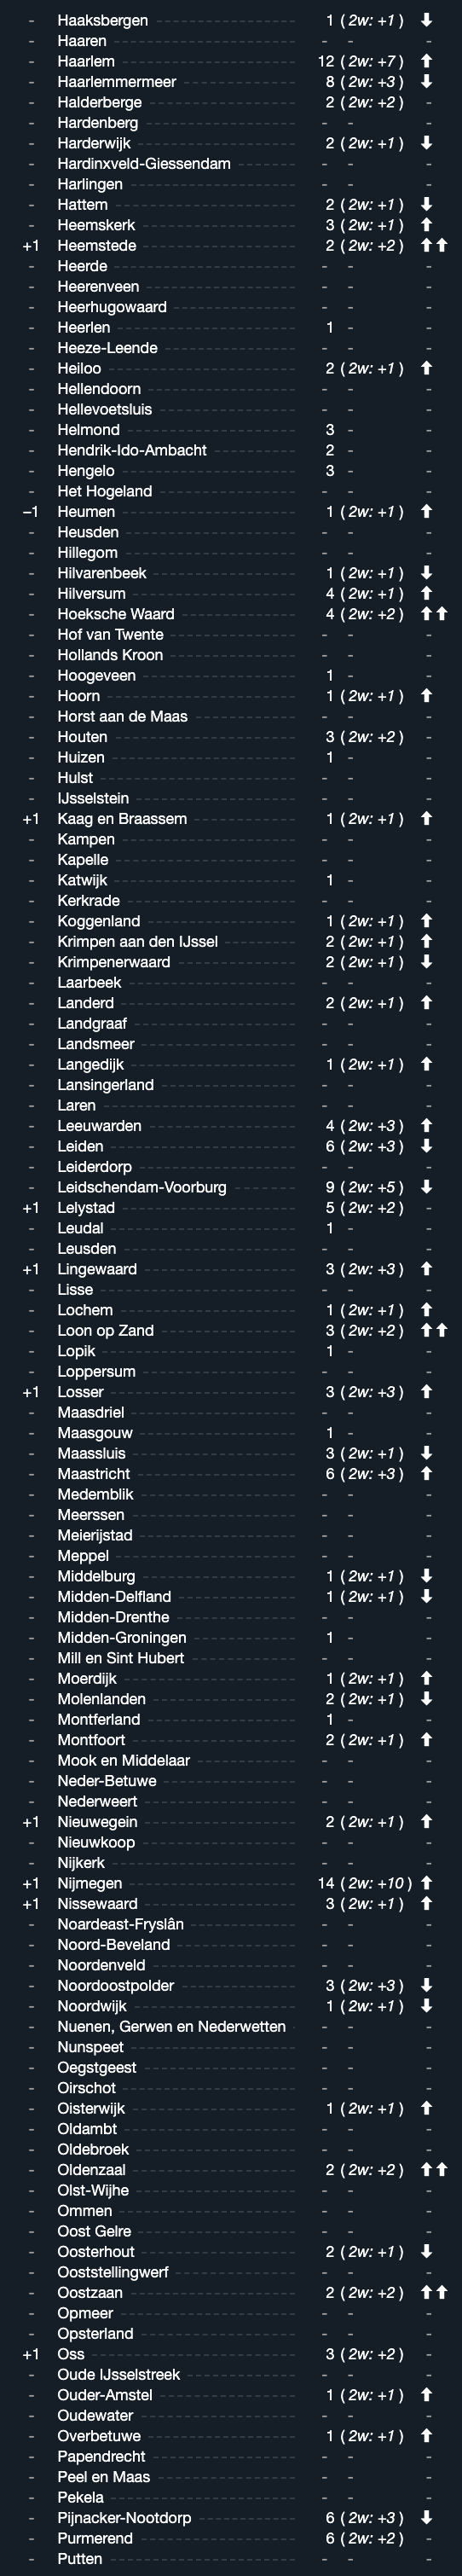 - Haaksbergen 1 ( 2w: +1 ) ⬇
- Haaren - - -
- Haarlem 12 ( 2w: +7 ) ⬆
- Haarlemmermeer 8 ( 2w: +3 ) ⬇
- Halderberge 2 ( 2w: +2 ) -
- Hardenberg - - -
- Harderwijk 2 ( 2w: +1 ) ⬇
- Hardinxveld-Giessendam - - -
- Harlingen - - -
- Hattem 2 ( 2w: +1 ) ⬇
- Heemskerk 3 ( 2w: +1 ) ⬆
+1 Heemstede 2 ( 2w: +2 ) ⬆⬆
- Heerde - - -
- Heerenveen - - -
- Heerhugowaard - - -
- Heerlen 1 - -
- Heeze-Leende - - -
- Heiloo 2 ( 2w: +1 ) ⬆
- Hellendoorn - - -
- Hellevoetsluis - - -
- Helmond 3 - -
- Hendrik-Ido-Ambacht 2 - -
- Hengelo 3 - -
- Het Hogeland - - -
–1 Heumen 1 ( 2w: +1 ) ⬆
- Heusden - - -
- Hillegom - - -
- Hilvarenbeek 1 ( 2w: +1 ) ⬇
- Hilversum 4 ( 2w: +1 ) ⬆
- Hoeksche Waard 4 ( 2w: +2 ) ⬆⬆
- Hof van Twente - - -
- Hollands Kroon - - -
- Hoogeveen 1 - -
- Hoorn 1 ( 2w: +1 ) ⬆
- Horst aan de Maas - - -
- Houten 3 ( 2w: +2 ) -
- Huizen 1 - -
- Hulst - - -
- IJsselstein - - -
+1 Kaag en Braassem 1 ( 2w: +1 ) ⬆
- Kampen - - -
- Kapelle - - -
- Katwijk 1 - -
- Kerkrade - - -
- Koggenland 1 ( 2w: +1 ) ⬆
- Krimpen aan den IJssel 2 ( 2w: +1 ) ⬆
- Krimpenerwaard 2 ( 2w: +1 ) ⬇
- Laarbeek - - -
- Landerd 2 ( 2w: +1 ) ⬆
- Landgraaf - - -
- Landsmeer - - -
- Langedijk 1 ( 2w: +1 ) ⬆
- Lansingerland - - -
- Laren - - -
- Leeuwarden 4 ( 2w: +3 ) ⬆
- Leiden 6 ( 2w: +3 ) ⬇
- Leiderdorp - - -
- Leidschendam-Voorburg 9 ( 2w: +5 ) ⬇
+1 Lelystad 5 ( 2w: +2 ) -
- Leudal 1 - -
- Leusden - - -
+1 Lingewaard 3 ( 2w: +3 ) ⬆
- Lisse - - -
- Lochem 1 ( 2w: +1 ) ⬆
- Loon op Zand 3 ( 2w: +2 ) ⬆⬆
- Lopik 1 - -
- Loppersum - - -
+1 Losser 3 ( 2w: +3 ) ⬆
- Maasdriel - - -
- Maasgouw 1 - -
- Maassluis 3 ( 2w: +1 ) ⬇
- Maastricht 6 ( 2w: +3 ) ⬆
- Medemblik - - -
- Meerssen - - -
- Meierijstad - - -
- Meppel - - -
- Middelburg 1 ( 2w: +1 ) ⬇
- Midden-Delfland 1 ( 2w: +1 ) ⬇
- Midden-Drenthe - - -
- Midden-Groningen 1 - -
- Mill en Sint Hubert - - -
- Moerdijk 1 ( 2w: +1 ) ⬆
- Molenlanden 2 ( 2w: +1 ) ⬇
- Montferland 1 - -
- Montfoort 2 ( 2w: +1 ) ⬆
- Mook en Middelaar - - -
- Neder-Betuwe - - -
- Nederweert - - -
+1 Nieuwegein 2 ( 2w: +1 ) ⬆
- Nieuwkoop - - -
- Nijkerk - - -
+1 Nijmegen 14 ( 2w: +10 ) ⬆
+1 Nissewaard 3 ( 2w: +1 ) ⬆
- Noardeast-Fryslân - - -
- Noord-Beveland - - -
- Noordenveld - - -
- Noordoostpolder 3 ( 2w: +3 ) ⬇
- Noordwijk 1 ( 2w: +1 ) ⬇
- Nuenen, Gerwen en Nederwetten - - -
- Nunspeet - - -
- Oegstgeest - - -
- Oirschot - - -
- Oisterwijk 1 ( 2w: +1 ) ⬆
- Oldambt - - -
- Oldebroek - - -
- Oldenzaal 2 ( 2w: +2 ) ⬆⬆
- Olst-Wijhe - - -
- Ommen - - -
- Oost Gelre - - -
- Oosterhout 2 ( 2w: +1 ) ⬇
- Ooststellingwerf - - -
- Oostzaan 2 ( 2w: +2 ) ⬆⬆
- Opmeer - - -
- Opsterland - - -
+1 Oss 3 ( 2w: +2 ) -
- Oude IJsselstreek - - -
- Ouder-Amstel 1 ( 2w: +1 ) ⬆
- Oudewater - - -
- Overbetuwe 1 ( 2w: +1 ) ⬆
- Papendrecht - - -
- Peel en Maas - - -
- Pekela - - -
- Pijnacker-Nootdorp 6 ( 2w: +3 ) ⬇
- Purmerend 6 ( 2w: +2 ) -
- Putten - - -